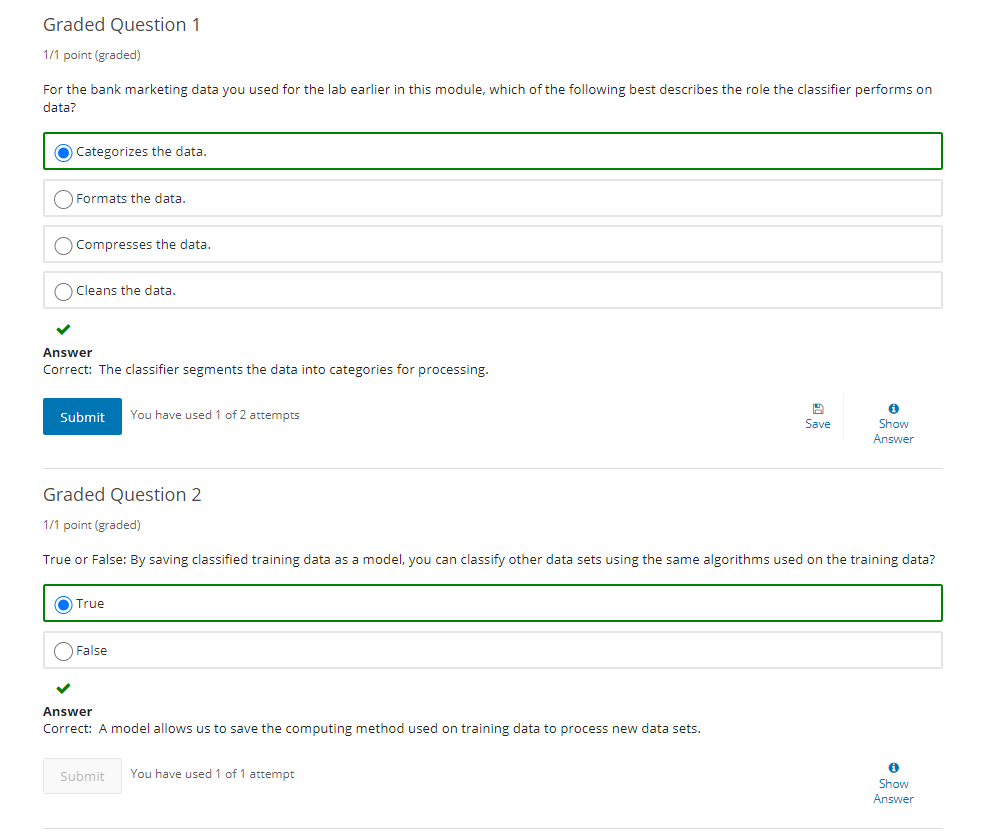 Graded Question 1
1/1 point (graded)
For the bank marketing data you used for the lab earlier in this module, which of the following best describes the role the classifier performs on
data?
Categorizes the data.
Formats the data.
Compresses the data.
Cleans the data.
Answer
Correct: The classifier segments the data into categories for processing.
Submit
You have used 1 of 2 attempts
Save
Show
Answer
Graded Question 2
1/1 point (graded)
True or False: By saving classified training data as a model, you can classify other data sets using the same algorithms used on the training data?
True
False
Answer
Correct: A model allows us to save the computing method used on training data to process new data sets.
Submit
You have used 1 of 1 attempt
Show
Answer